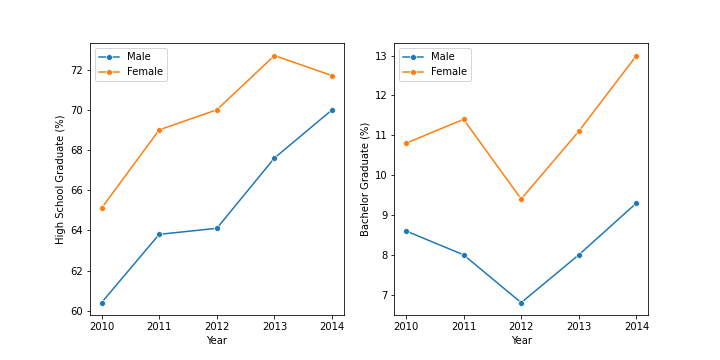 Male
Female
High School Graduate (%)
72
70
68
66
64
62
60
2010 2011 2012 2013 2014
Year
Male
Female
Bachelor Graduate (%)
13
12
11
10
9
8
7
2010 2011 2012 2013 2014
Year